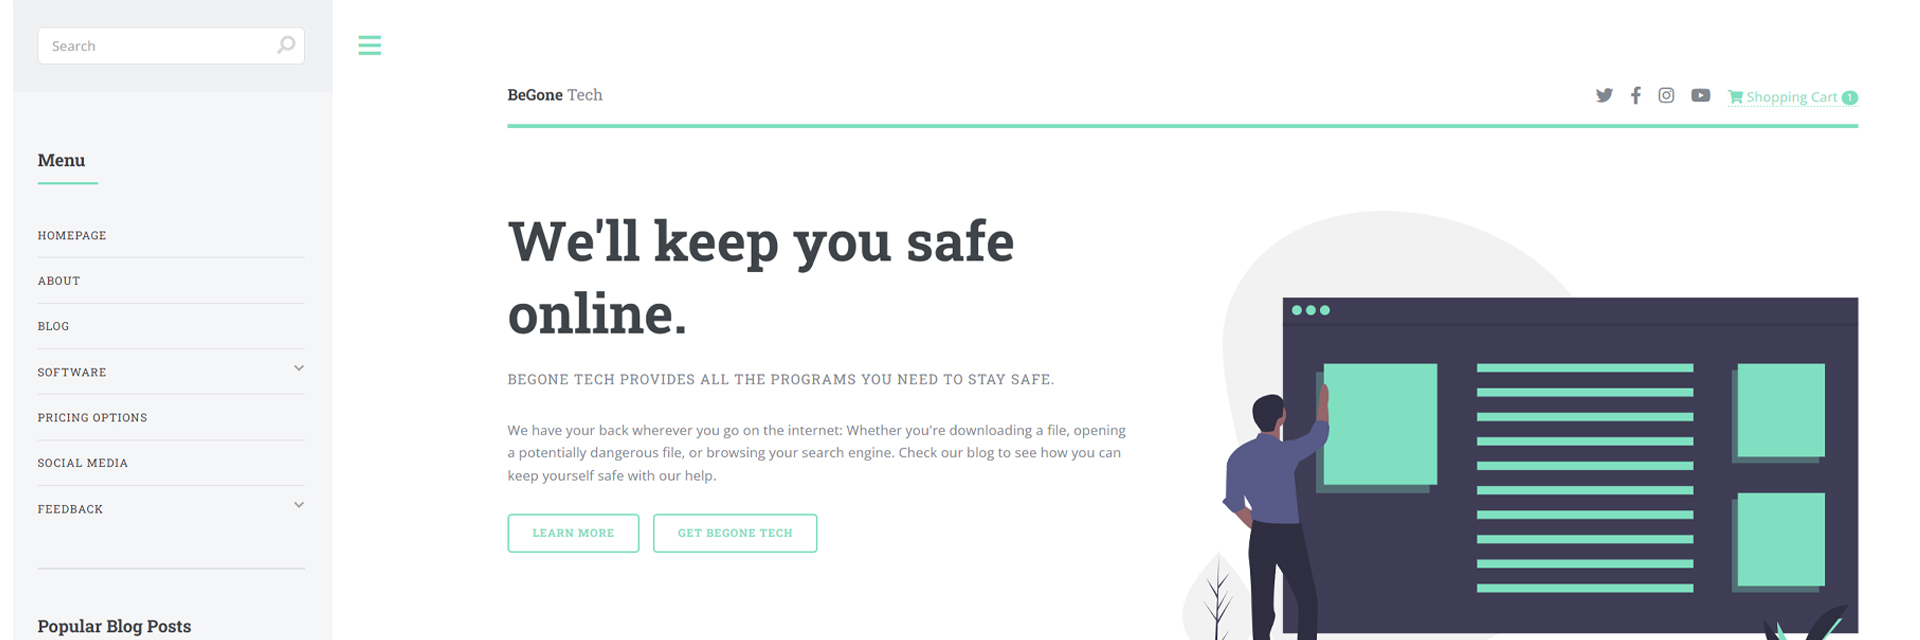 Search
Menu
HOMEPAGE
ABOUT
BLOG
SOFTWARE
PRICING OPTIONS
SOCIAL MEDIA
FEEDBACK
Popular Blog Posts
BeGone Tech
Shopping Cart 1
We'll keep you safe
online.
BEGONE TECH PROVIDES ALL THE PROGRAMS YOU NEED TO STAY SAFE.
We have your back wherever you go on the internet: Whether you're downloading a file, opening
a potentially dangerous file, or browsing your search engine. Check our blog to see how you can
keep yourself safe with our help.
LEARN MORE
GET BEGONE TECH